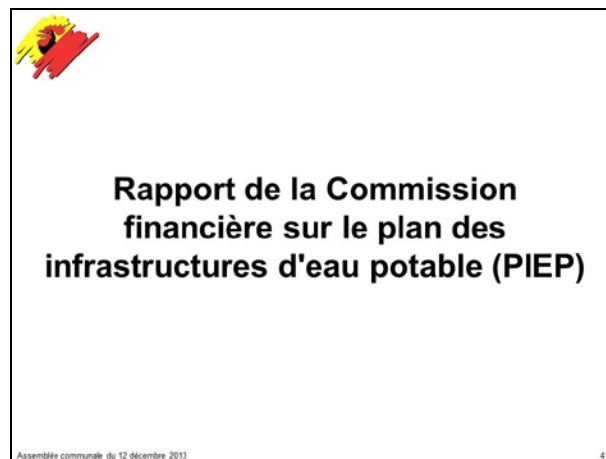 Rapport de la Commission
financière sur le plan des
infrastructures d'eau potable (PIEP)
Assemblée communale du 12 décembre 2013